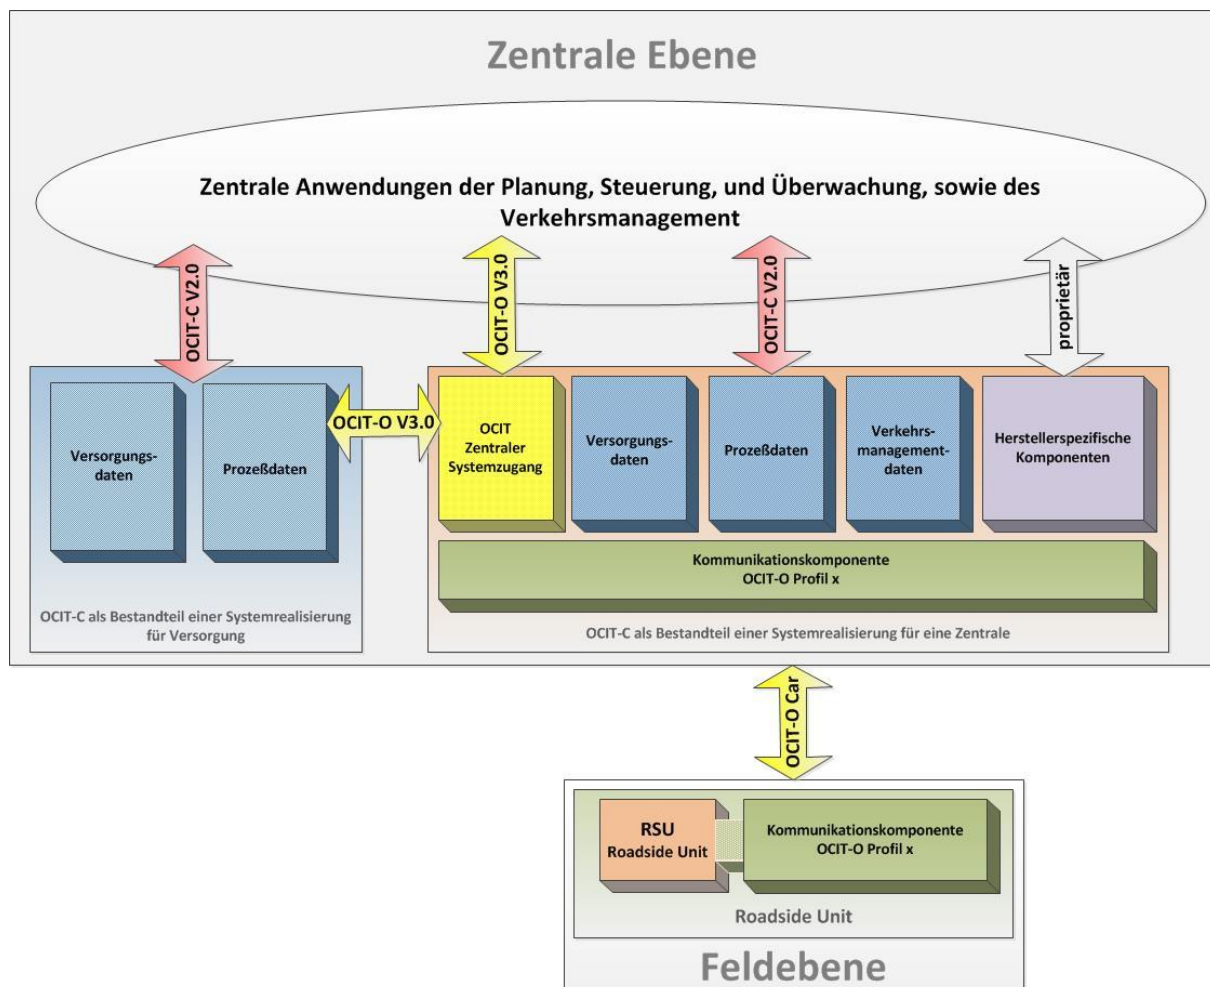 Zentrale Ebene
Zentrale Anwendungen der Planung, Steuerung, und Überwachung, sowie des
Verkehrsmanagement
OCIT-C V2.0
OCIT-O V3.0
OCIT-C V2.0
proprietär
Versorgungs-
daten
Prozeßdaten
OCIT-O V3.0
OCIT
Zentraler
Systemzugang
Versorgungs-
daten
Prozeßdaten
Verkehrs-
management-
daten
Herstellerspezifische
Komponenten
Kommunikationskomponente
OCIT-O Profil x
OCIT-C als Bestandteil einer Systemrealisierung
für Versorgung
OCIT-C als Bestandteil einer Systemrealisierung für eine Zentrale
OCIT-O Car
RSU
Roadside Unit
Kommunikationskomponente
OCIT-O Profil x
Roadside Unit
Feldebene